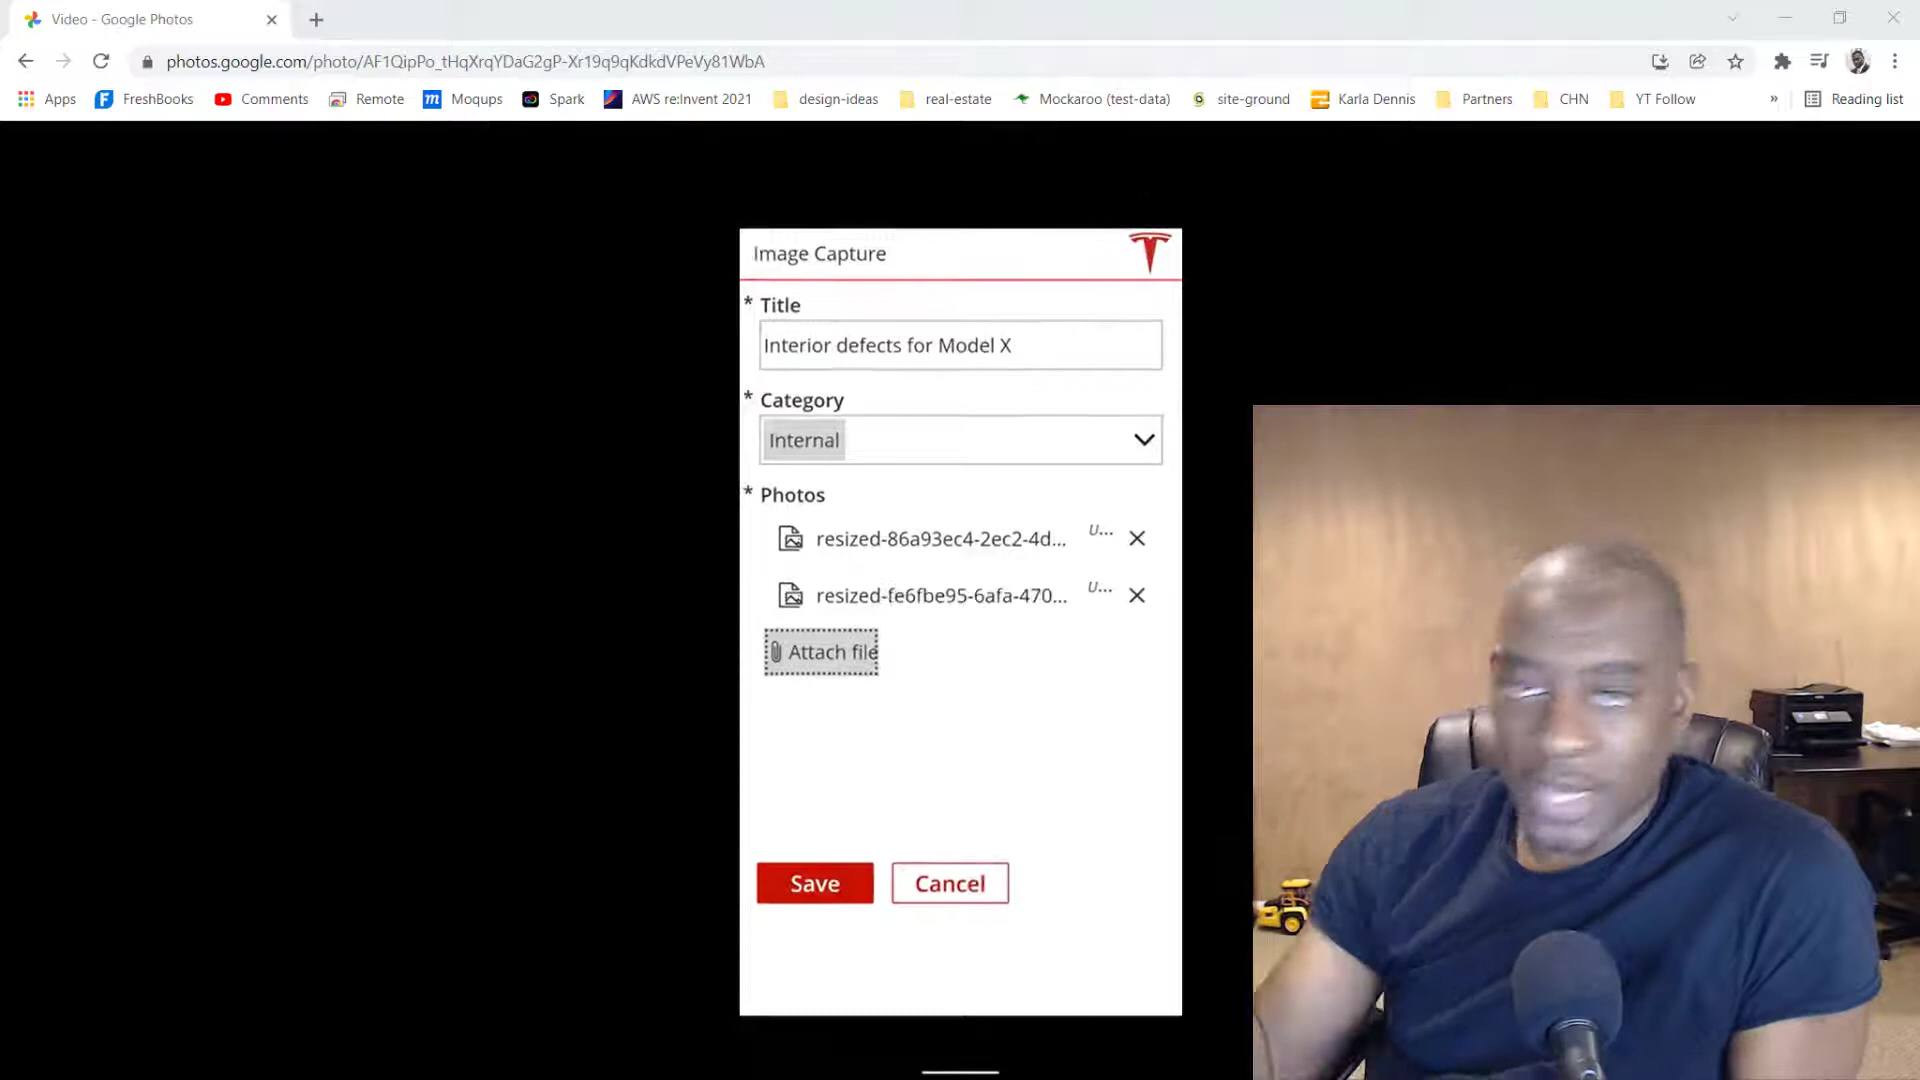 Video - Google Photos
photos.google.com/photo/AF1QipPo_tHqXrqYDaG2gP-Xr19q9qKdkdVPeVy81WbA
Apps FreshBooks Comments Remote Moqups Spark AWS re:Invent 2021 design-ideas real-estate Mockaroo (test-data) site-ground Karla Dennis Partners CHN YT Follow » Reading list
Image Capture
* Title
Interior defects for Model X
* Category
Internal
* Photos
resized-86a93ec4-2ec2-4d... U...
resized-fe6fbe95-6afa-470... U...
Attach file
Save Cancel